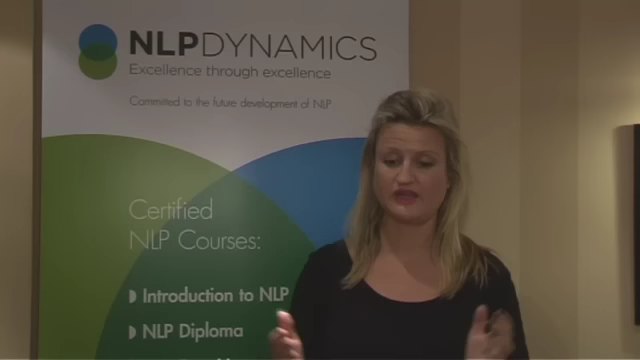 NLPDYNAMICS
Excellence through excellence
Committed to the future development of NLP
Certified
NLP Courses:
Introduction to NLP
NLP Diploma